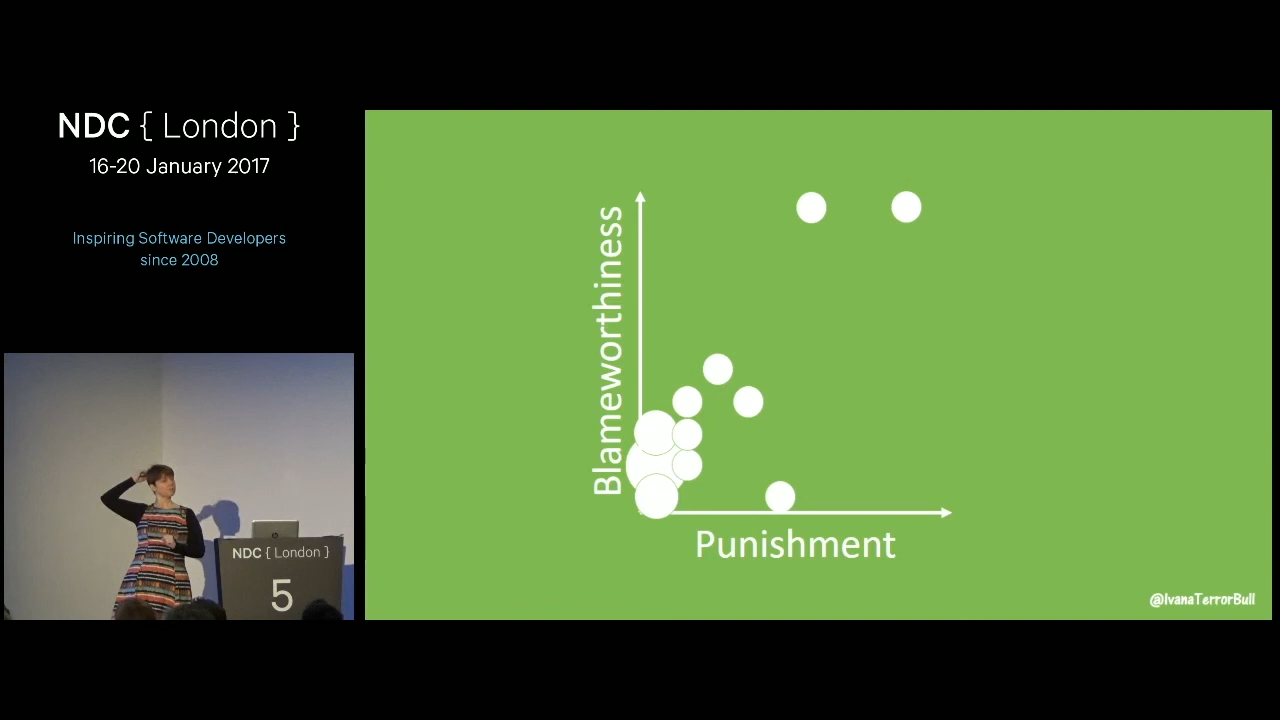 NDC { London }
16-20 January 2017
Inspiring Software Developers
since 2008
Blameworthiness
Punishment
@IvanaTerrorBull
NDC { London }
5